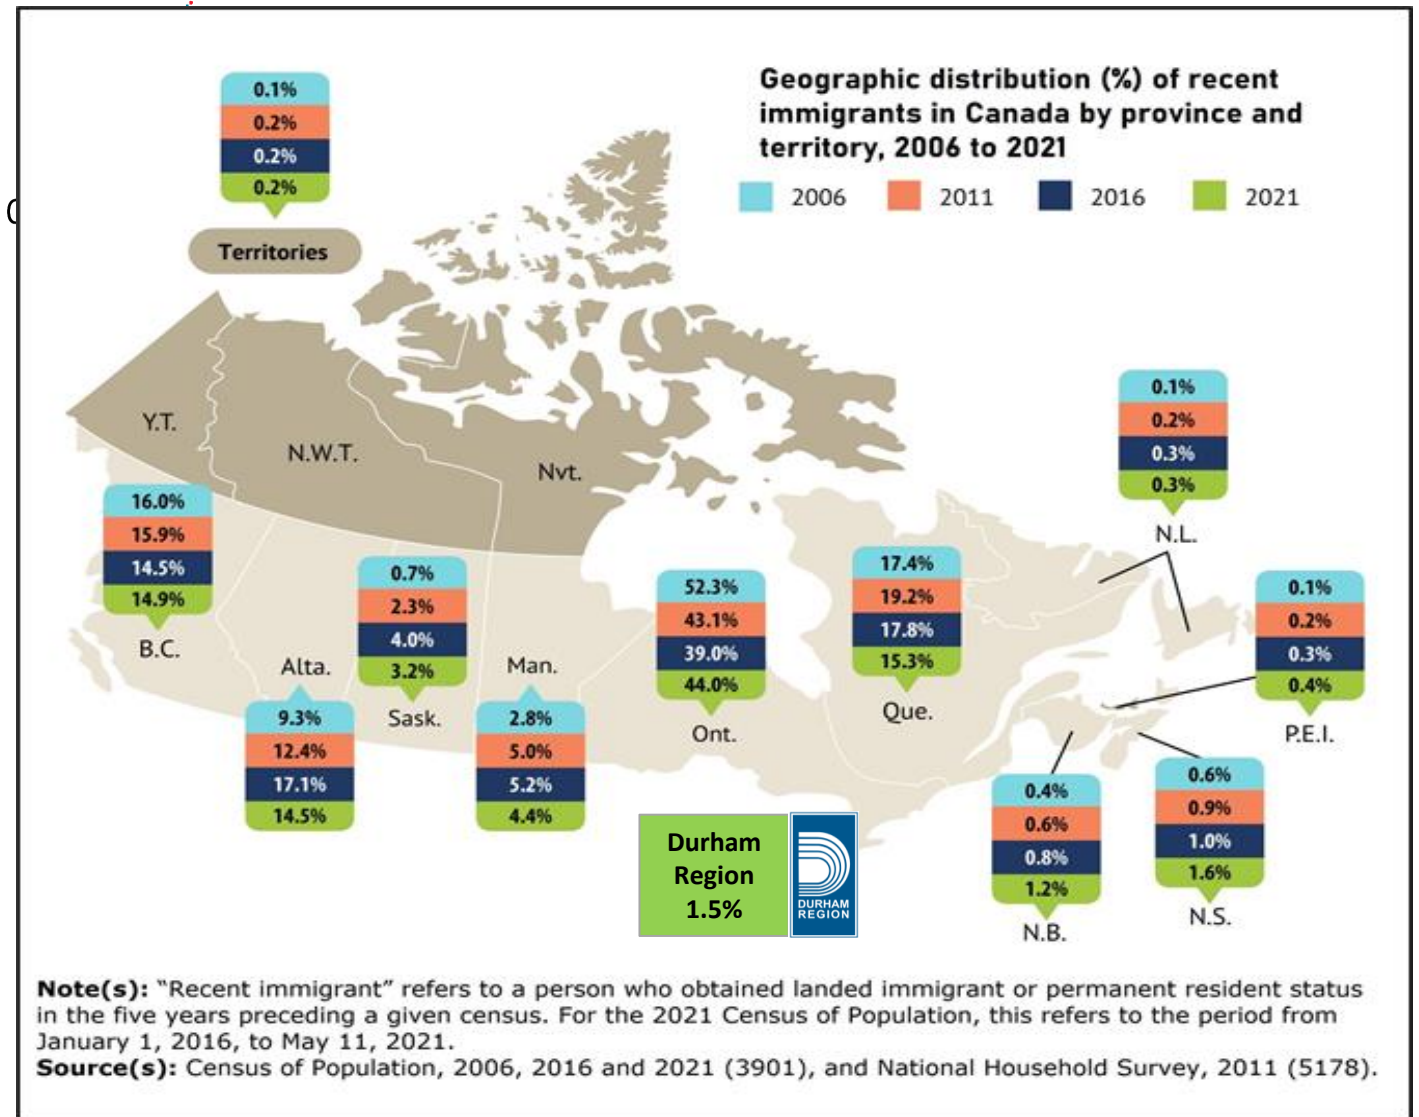 Geographic distribution (%) of recent
immigrants in Canada by province and
territory, 2006 to 2021
2006 2011 2016 2021
0.1%
0.2%
0.2%
0.2%
Territories
Y.T.
N.W.T.
Nvt.
16.0%
15.9%
14.5%
14.9%
B.C.
Alta.
9.3%
12.4%
17.1%
14.5%
0.7%
2.3%
4.0%
3.2%
Sask.
Man.
2.8%
5.0%
5.2%
4.4%
52.3%
43.1%
39.0%
44.0%
Ont.
17.4%
19.2%
17.8%
15.3%
Que.
0.1%
0.2%
0.3%
0.3%
N.L.
0.1%
0.2%
0.3%
0.4%
P.E.I.
0.4%
0.6%
0.8%
1.2%
N.B.
0.6%
0.9%
1.0%
1.6%
N.S.
Durham
Region
1.5%
DURHAM
REGION
Note(s): “Recent immigrant” refers to a person who obtained landed immigrant or permanent resident status
in the five years preceding a given census. For the 2021 Census of Population, this refers to the period from
January 1, 2016, to May 11, 2021.
Source(s): Census of Population, 2006, 2016 and 2021 (3901), and National Household Survey, 2011 (5178).